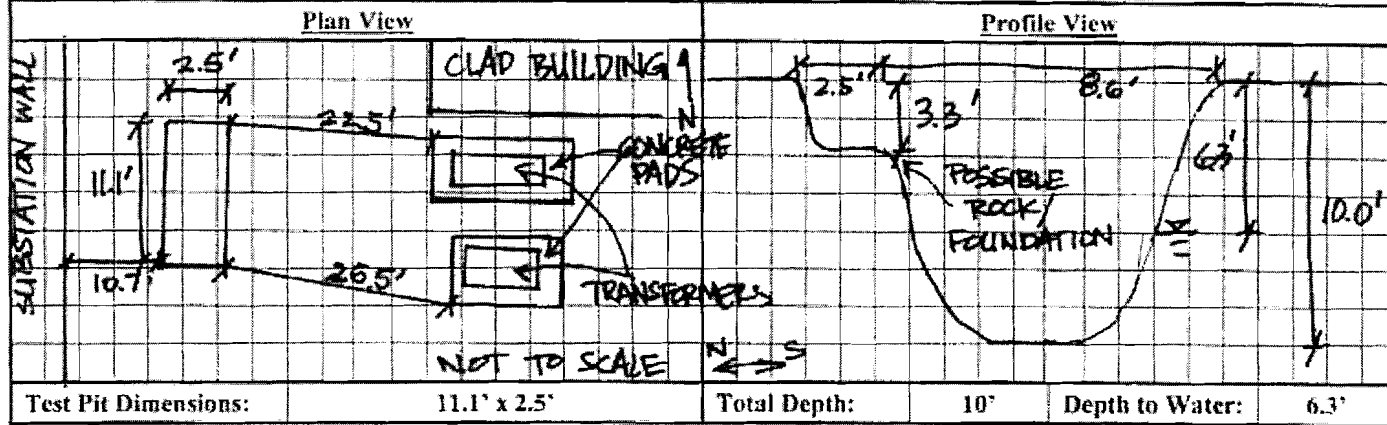 Plan View
Profile View
SUBSTATION WALL
2.5'
CLAD BUILDING
N
22.5'
CONCRETE
PADS
11.1'
10.7'
26.5'
TRANSFORMERS
NOT TO SCALE
2.5'
8.6'
3.3'
6.3'
10.0'
POSSIBLE
ROCK/
FOUNDATION
N S
Test Pit Dimensions: 11.1' x 2.5' Total Depth: 10' Depth to Water: 6.3'